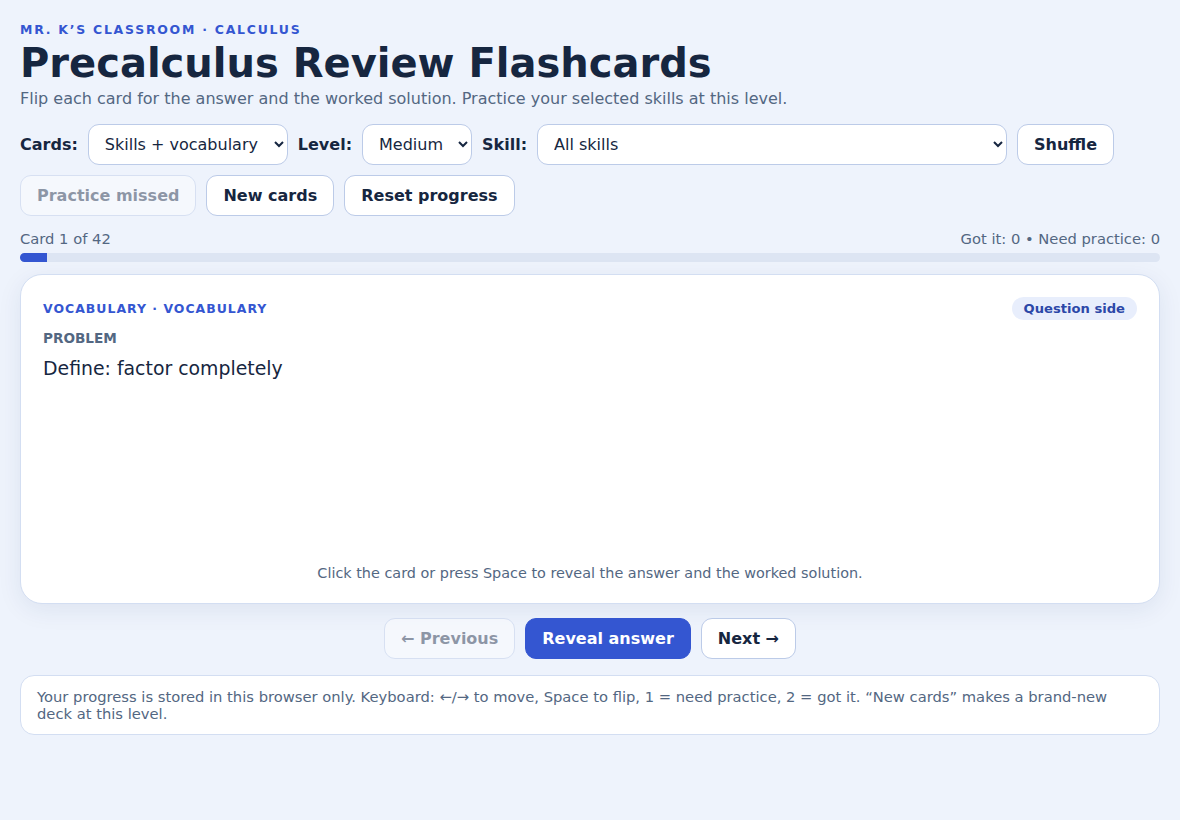 MR. K’S CLASSROOM · CALCULUS
Precalculus Review Flashcards
Flip each card for the answer and the worked solution. Practice your selected skills at this level.
Cards: Skills + vocabulary Level: Medium Skill: All skills Shuffle
Practice missed New cards Reset progress
Card 1 of 42 Got it: 0 • Need practice: 0
VOCABULARY · VOCABULARY Question side
PROBLEM
Define: factor completely
Click the card or press Space to reveal the answer and the worked solution.
← Previous Reveal answer Next →
Your progress is stored in this browser only. Keyboard: ←/→ to move, Space to flip, 1 = need practice, 2 = got it. “New cards” makes a brand-new
deck at this level.